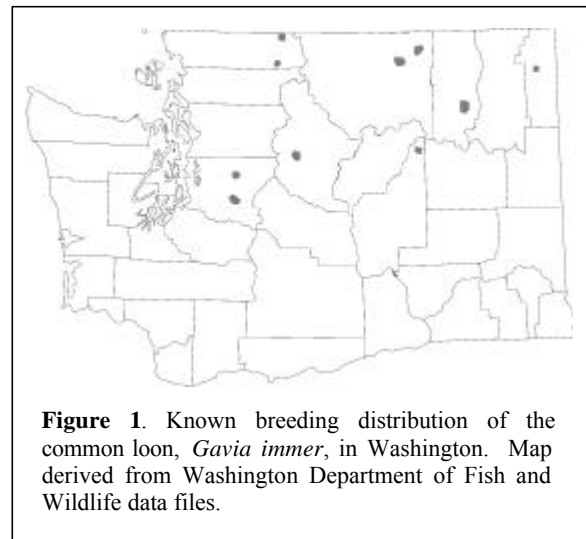 Figure 1. Known breeding distribution of the
common loon, Gavia immer, in Washington. Map
derived from Washington Department of Fish and
Wildlife data files.